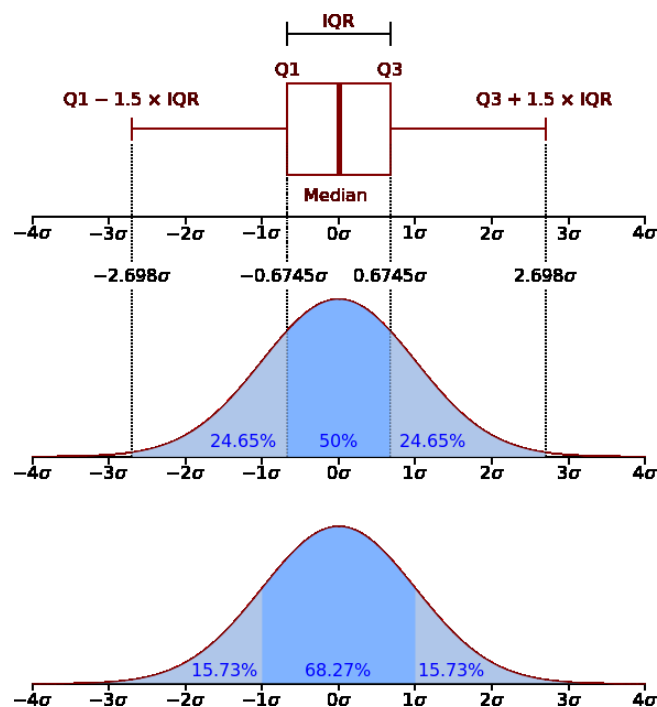 IQR
Q1 Q3
Q1 − 1.5 × IQR Q3 + 1.5 × IQR
Median
−4σ −3σ −2σ −1σ 0σ 1σ 2σ 3σ 4σ
−2.698σ −0.6745σ 0.6745σ 2.698σ
24.65% 50% 24.65%
−4σ −3σ −2σ −1σ 0σ 1σ 2σ 3σ 4σ
15.73% 68.27% 15.73%
−4σ −3σ −2σ −1σ 0σ 1σ 2σ 3σ 4σ